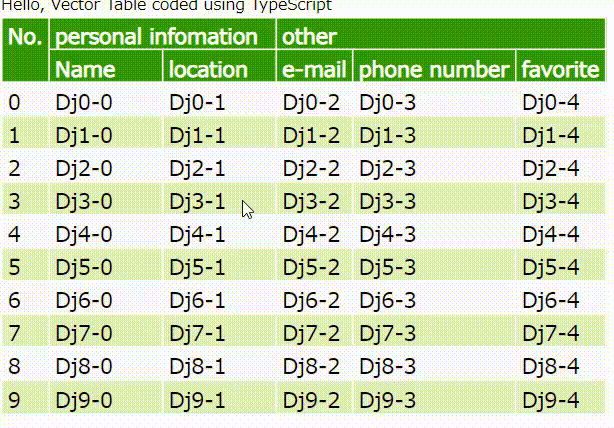 Hello, Vector Table coded using TypeScript
No. personal infomation other
Name location e-mail phone number favorite
0 Dj0-0 Dj0-1 Dj0-2 Dj0-3 Dj0-4
1 Dj1-0 Dj1-1 Dj1-2 Dj1-3 Dj1-4
2 Dj2-0 Dj2-1 Dj2-2 Dj2-3 Dj2-4
3 Dj3-0 Dj3-1 Dj3-2 Dj3-3 Dj3-4
4 Dj4-0 Dj4-1 Dj4-2 Dj4-3 Dj4-4
5 Dj5-0 Dj5-1 Dj5-2 Dj5-3 Dj5-4
6 Dj6-0 Dj6-1 Dj6-2 Dj6-3 Dj6-4
7 Dj7-0 Dj7-1 Dj7-2 Dj7-3 Dj7-4
8 Dj8-0 Dj8-1 Dj8-2 Dj8-3 Dj8-4
9 Dj9-0 Dj9-1 Dj9-2 Dj9-3 Dj9-4